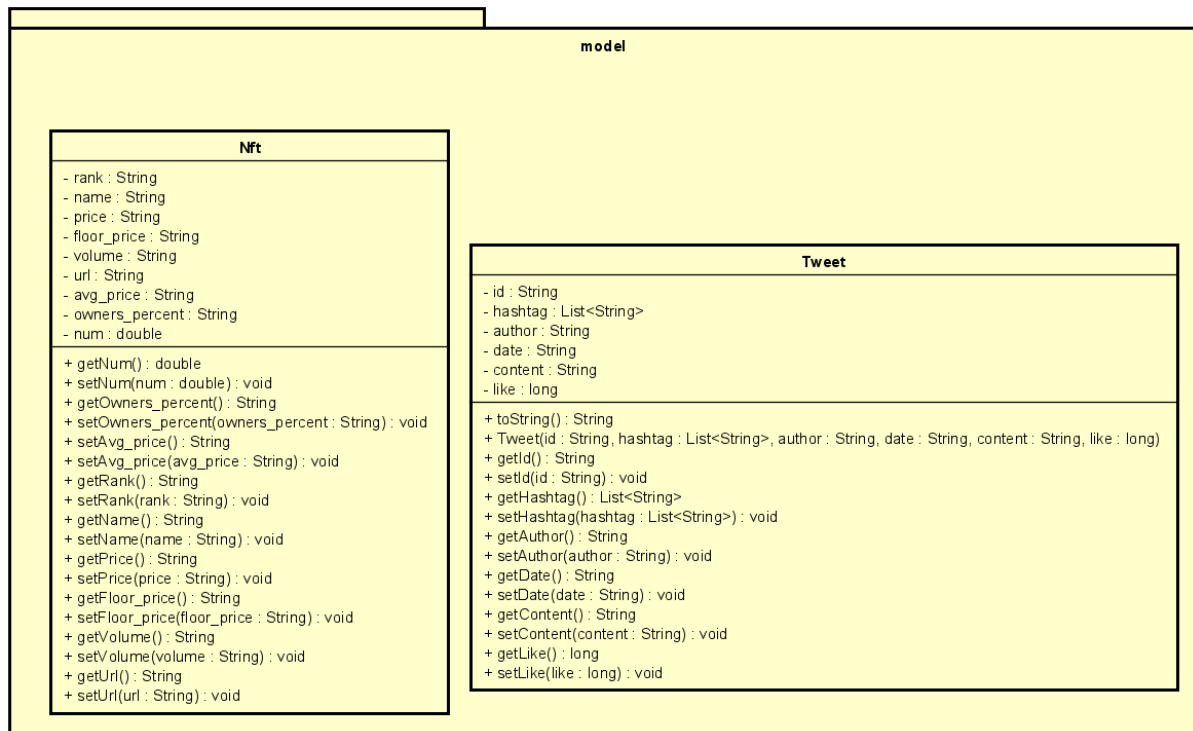 model
Nft
- rank : String
- name : String
- price : String
- floor_price : String
- volume : String
- url : String
- avg_price : String
- owners_percent : String
- num : double
+ getNum() : double
+ setNum(num : double) : void
+ getOwners_percent() : String
+ setOwners_percent(owners_percent : String) : void
+ setAvg_price() : String
+ setAvg_price(avg_price : String) : void
+ getRank() : String
+ setRank(rank : String) : void
+ getName() : String
+ setName(name : String) : void
+ getPrice() : String
+ setPrice(price : String) : void
+ getFloor_price() : String
+ setFloor_price(floor_price : String) : void
+ getVolume() : String
+ setVolume(volume : String) : void
+ getUrl() : String
+ setUrl(url : String) : void
Tweet
- id : String
- hashtag : List<String>
- author : String
- date : String
- content : String
- like : long
+ toString() : String
+ Tweet(id : String, hashtag : List<String>, author : String, date : String, content : String, like : long)
+ getId() : String
+ setId(id : String) : void
+ getHashtag() : List<String>
+ setHashtag(hashtag : List<String>) : void
+ getAuthor() : String
+ setAuthor(author : String) : void
+ getDate() : String
+ setDate(date : String) : void
+ getContent() : String
+ setContent(content : String) : void
+ getLike() : long
+ setLike(like : long) : void